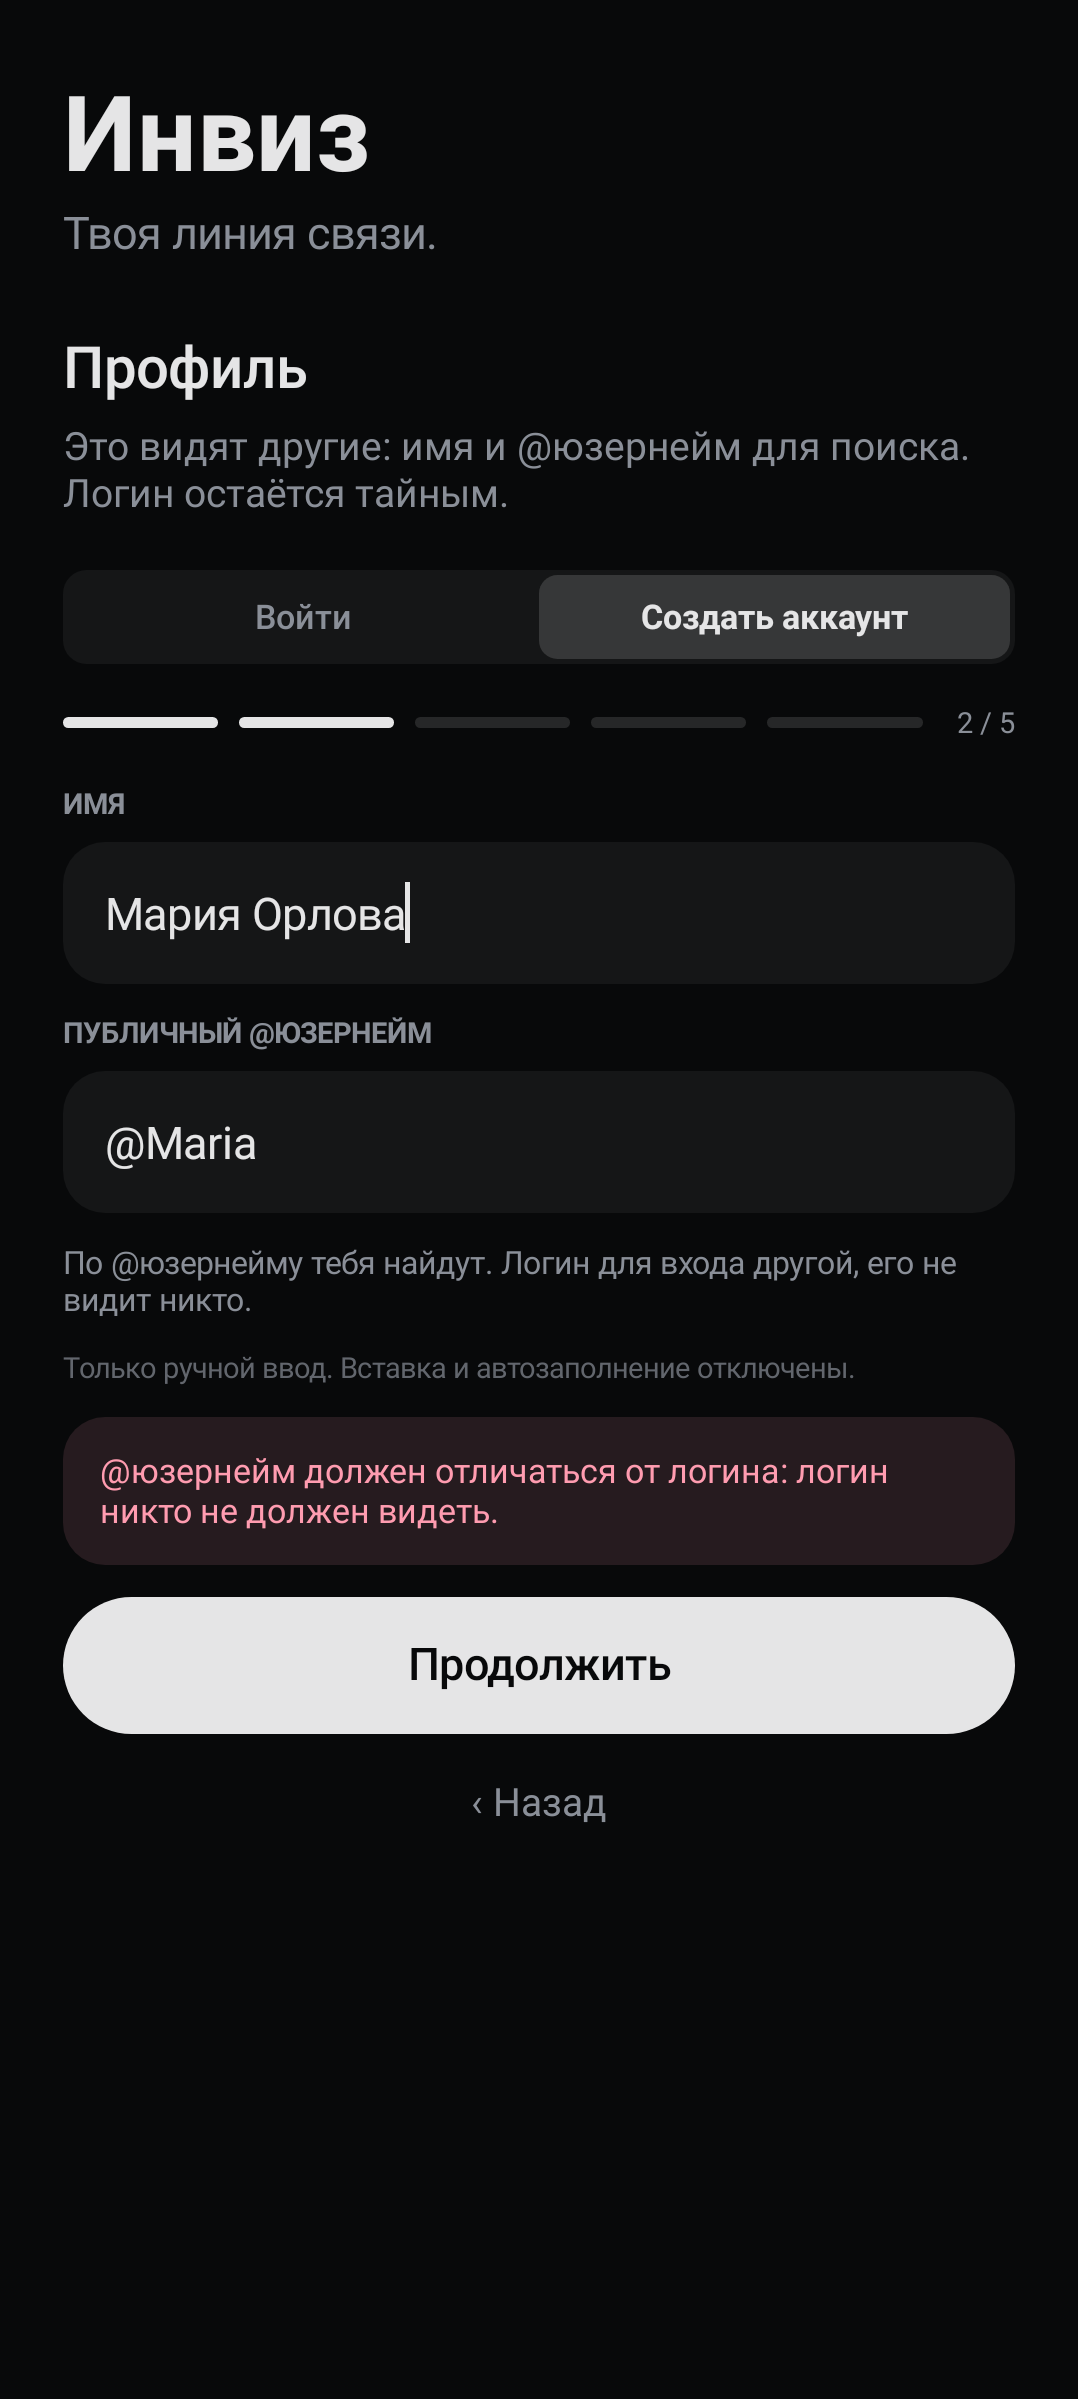 Инвиз
Твоя линия связи.
Профиль
Это видят другие: имя и @юзернейм для поиска.
Логин остаётся тайным.
Войти
Создать аккаунт
2 / 5
ИМЯ
Мария Орлова
ПУБЛИЧНЫЙ @ЮЗЕРНЕЙМ
@Maria
По @юзернейму тебя найдут. Логин для входа другой, его не
видит никто.
Только ручной ввод. Вставка и автозаполнение отключены.
@юзернейм должен отличаться от логина: логин
никто не должен видеть.
Продолжить
‹ Назад